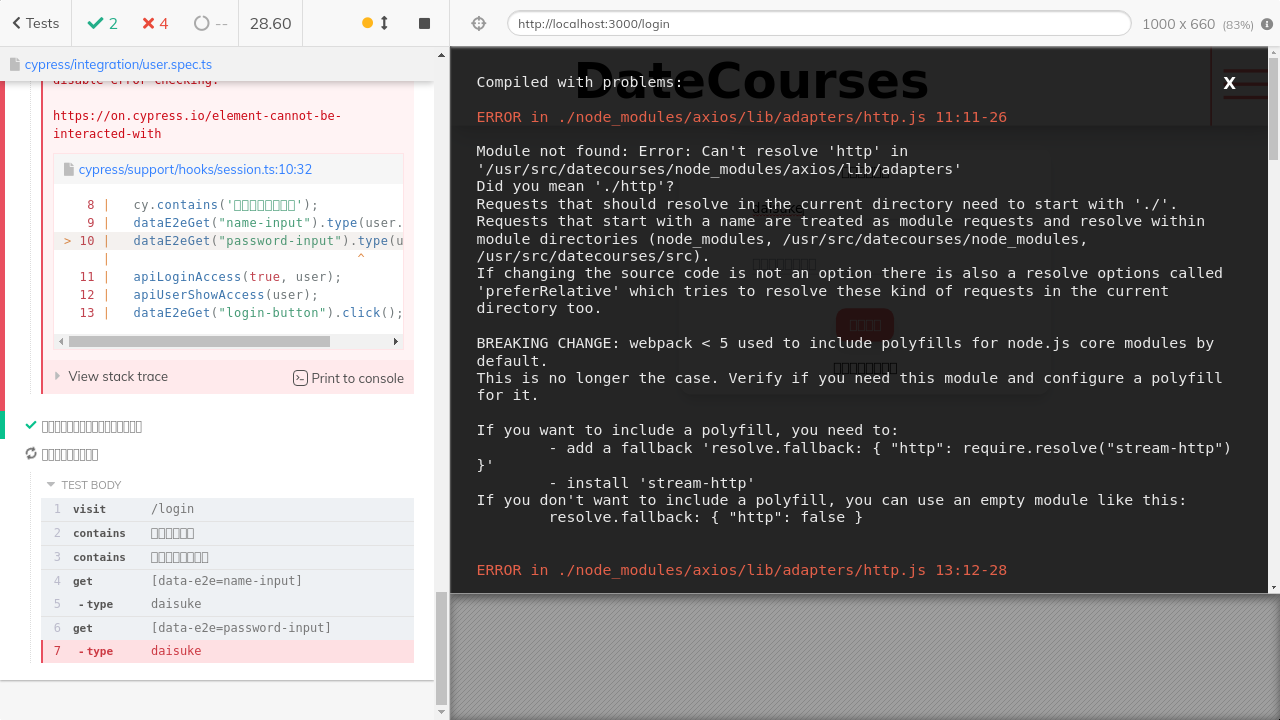 Tests
2
4
--
28.60
http://localhost:3000/login
1000 x 660 (83%)
cypress/integration/user.spec.ts
disable error checking.
https://on.cypress.io/element-cannot-be-
interacted-with
cypress/support/hooks/session.ts:10:32
8 | cy.contains('▯▯▯▯▯▯▯▯');
9 | dataE2eGet("name-input").type(user.
> 10 | dataE2eGet("password-input").type(u
| ^
11 | apiLoginAccess(true, user);
12 | apiUserShowAccess(user);
13 | dataE2eGet("login-button").click();
View stack trace
Print to console
TEST BODY
1 visit /login
2 contains
3 contains
4 get [data-e2e=name-input]
5 -type daisuke
6 get [data-e2e=password-input]
7 -type daisuke
DateCourses
daisuke
Compiled with problems:
X
ERROR in ./node_modules/axios/lib/adapters/http.js 11:11-26
Module not found: Error: Can't resolve 'http' in
'/usr/src/datecourses/node_modules/axios/lib/adapters'
Did you mean './http'?
Requests that should resolve in the current directory need to start with './'.
Requests that start with a name are treated as module requests and resolve within
module directories (node_modules, /usr/src/datecourses/node_modules,
/usr/src/datecourses/src).
If changing the source code is not an option there is also a resolve options called
'preferRelative' which tries to resolve these kind of requests in the current
directory too.
BREAKING CHANGE: webpack < 5 used to include polyfills for node.js core modules by
default.
This is no longer the case. Verify if you need this module and configure a polyfill
for it.
If you want to include a polyfill, you need to:
- add a fallback 'resolve.fallback: { "http": require.resolve("stream-http")
}'
- install 'stream-http'
If you don't want to include a polyfill, you can use an empty module like this:
resolve.fallback: { "http": false }
ERROR in ./node_modules/axios/lib/adapters/http.js 13:12-28